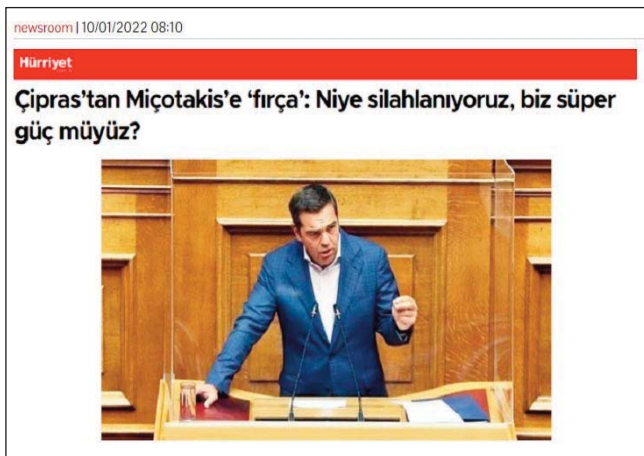 newsroom | 10/01/2022 08:10
Hürriyet
Çipras’tan Miçotakis’e ‘fırça’: Niye silahlanıyoruz, biz süper
güç müyüz?